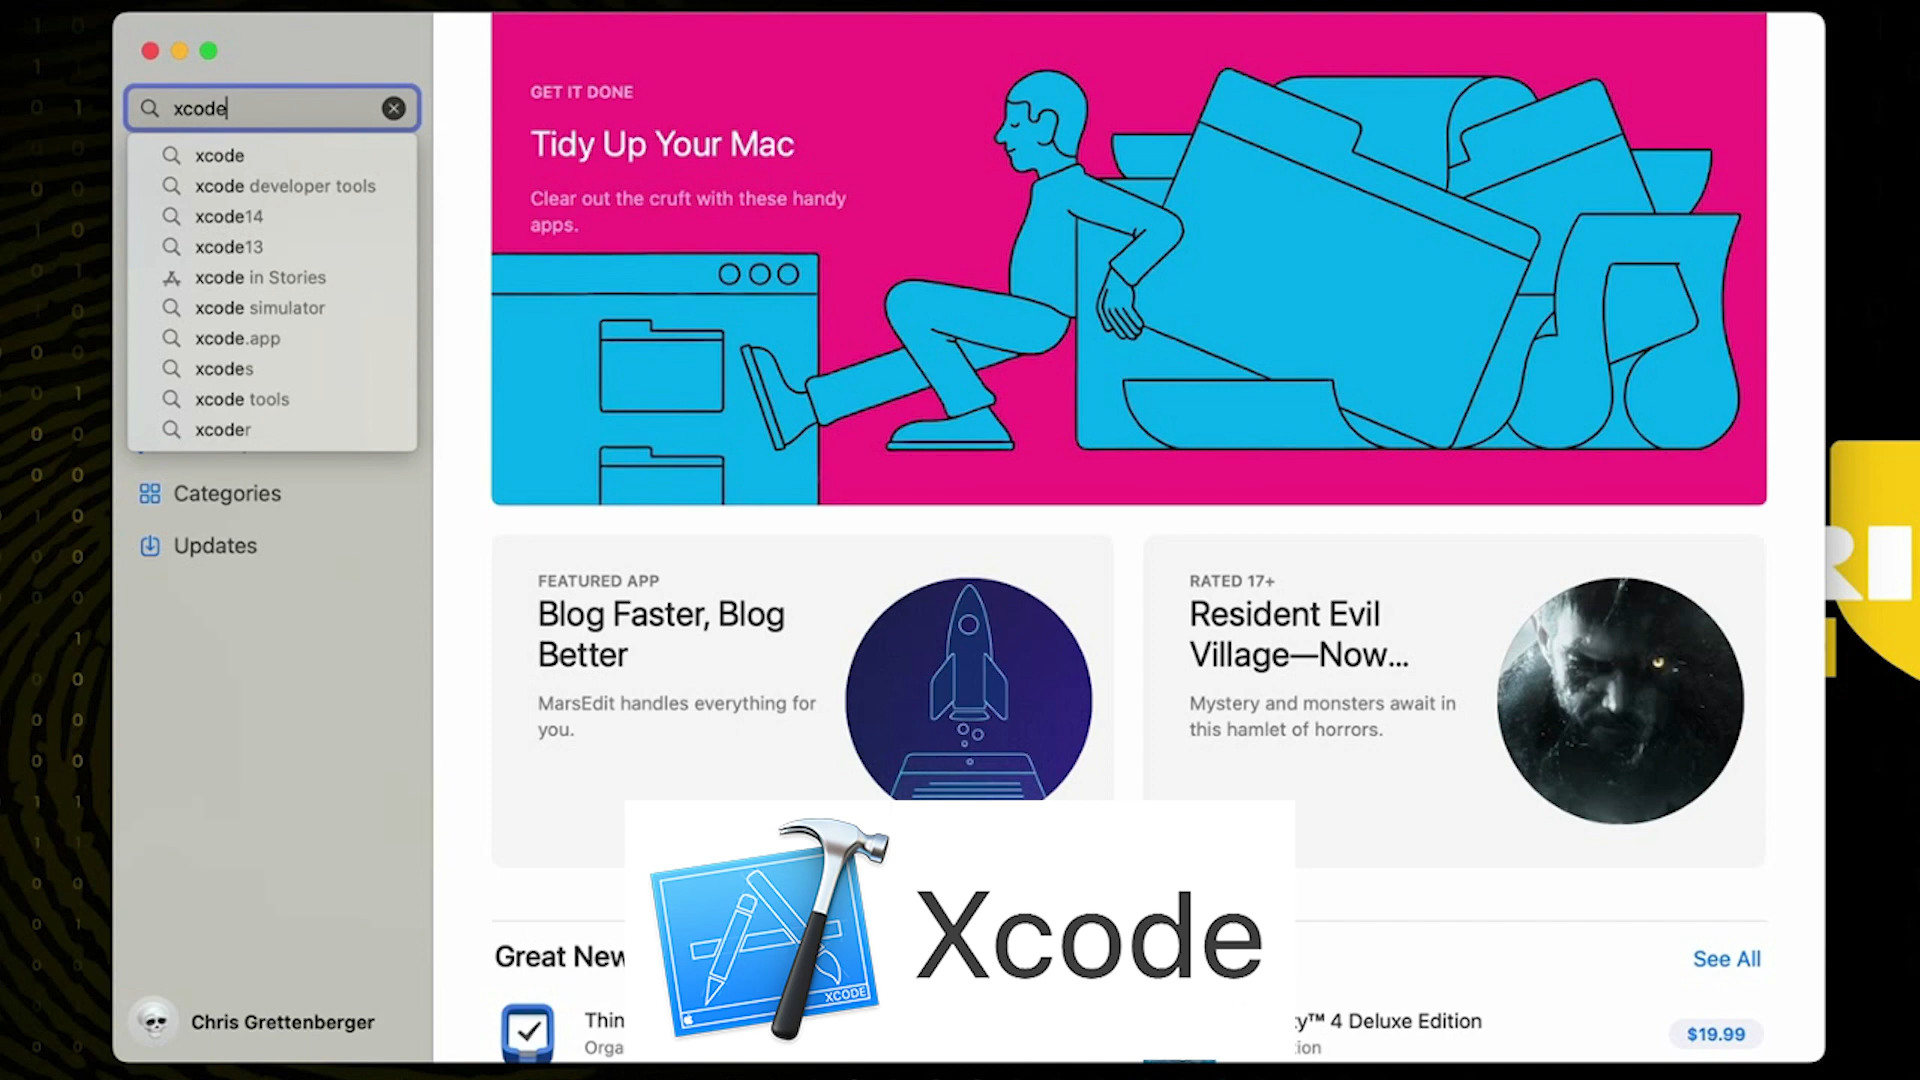 xcode
xcode
xcode developer tools
xcode14
xcode13
xcode in Stories
xcode simulator
xcode.app
xcodes
xcode tools
xcoder
Categories
Updates
Chris Grettenberger
GET IT DONE
Tidy Up Your Mac
Clear out the cruft with these handy
apps.
FEATURED APP
Blog Faster, Blog
Better
MarsEdit handles everything for
you.
RATED 17+
Resident Evil
Village—Now...
Mystery and monsters await in
this hamlet of horrors.
Great New
See All
Thin
Orga
XCODE
Xcode
y™ 4 Deluxe Edition
tion
$19.99
RI